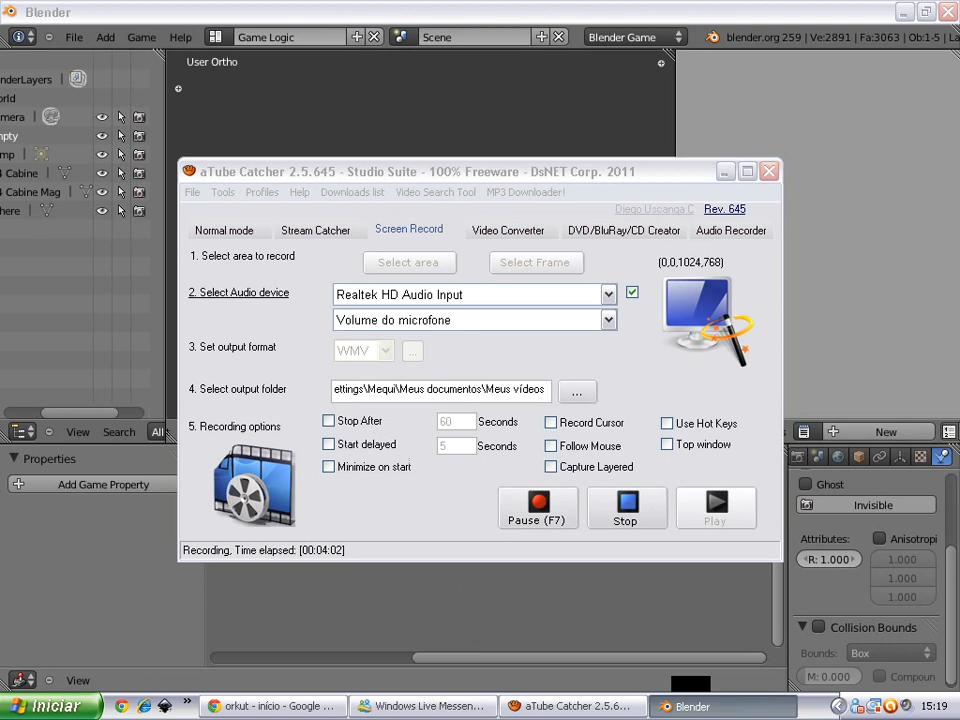 Blender
File Add Game Help Game Logic Scene Blender Game blender.org 259 | Ve:2891 | Fa:3063 | Ob:1-5 | La
User Ortho
nderLayers
orld
mera
mpty
mp
4 Cabine
4 Cabine Mag
here
aTube Catcher 2.5.645 - Studio Suite - 100% Freeware - DsNET Corp. 2011
File Tools Profiles Help Downloads list Video Search Tool MP3 Downloader!
Diego Uscanga C Rev. 645
Normal mode Stream Catcher Screen Record Video Converter DVD/BluRay/CD Creator Audio Recorder
1. Select area to record Select area Select Frame (0,0,1024,768)
2. Select Audio device Realtek HD Audio Input
Volume do microfone
3. Set output format WMV ...
4. Select output folder ettings\Mequi\Meus documentos\Meus vídeos ...
5. Recording options Stop After 60 Seconds Record Cursor Use Hot Keys
Start delayed 5 Seconds Follow Mouse Top window
Minimize on start Capture Layered
Pause (F7) Stop Play
Recording, Time elapsed: [00:04:02]
View Search All
Properties
Add Game Property
New
Ghost
Invisible
Attributes: Anisotropi
R: 1.000 1.000
1.000
1.000
Collision Bounds
Bounds: Box
M: 0.000 Compoun
View
Iniciar orkut - início - Google ... Windows Live Messen... aTube Catcher 2.5.6... Blender 15:19